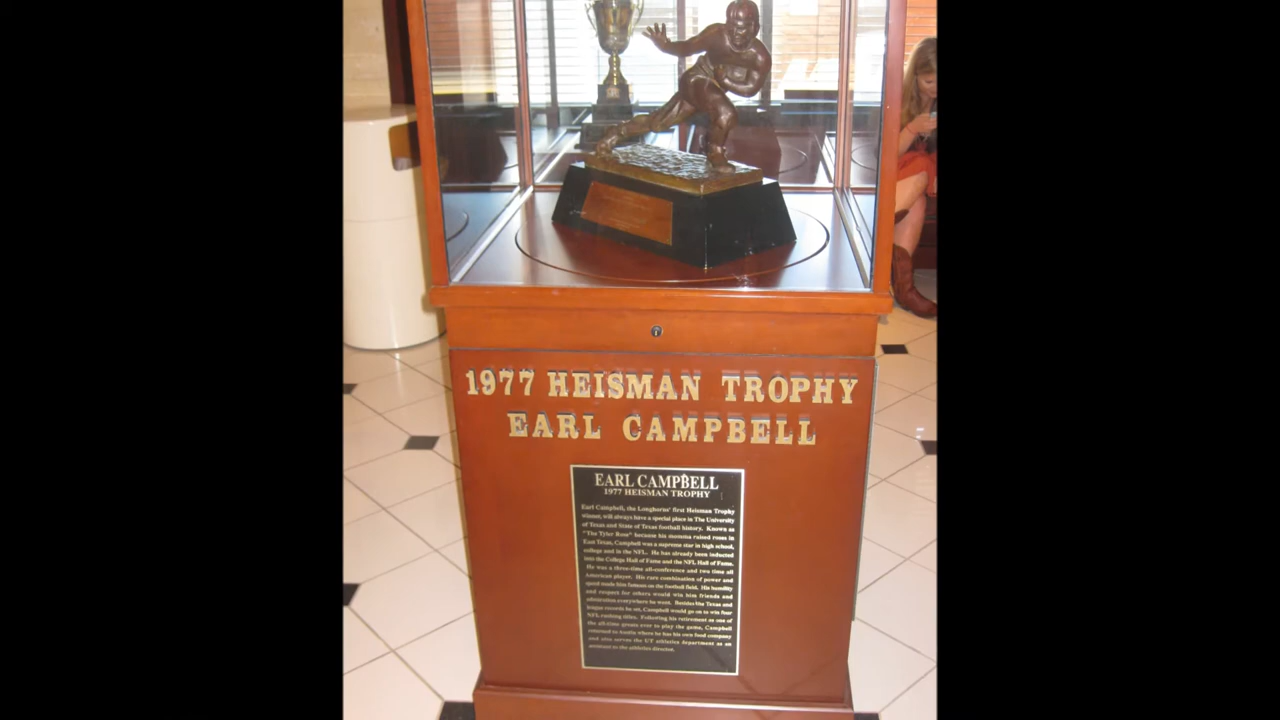 1977 HEISMAN TROPHY
EARL CAMPBELL
EARL CAMPBELL
1977 HEISMAN TROPHY
Earl Campbell, the Longhorns' first Heisman Trophy
winner, will always have a special place in The University
of Texas and State of Texas football history. Known as
"The Tyler Rose" because his momma raised roses in
East Texas, Campbell was a supreme star in high school,
college and in the NFL. He has already been inducted
into the College Hall of Fame and the NFL Hall of Fame.
He was a three-time all-conference and two time all
American player. His rare combination of power and
speed made him famous on the football field. His humility
and respect for others would win him friends and
admiration everywhere he went. Besides the Texas and
league records he set, Campbell would go on to win four
NFL rushing titles. Following his retirement as one of
the all-time greats ever to play the game, Campbell
returned to Austin where he has his own food company
and also serves the UT athletics department as an
assistant to the athletics director.